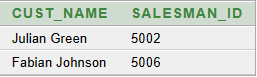 CUST_NAME SALESMAN_ID
Julian Green 5002
Fabian Johnson 5006